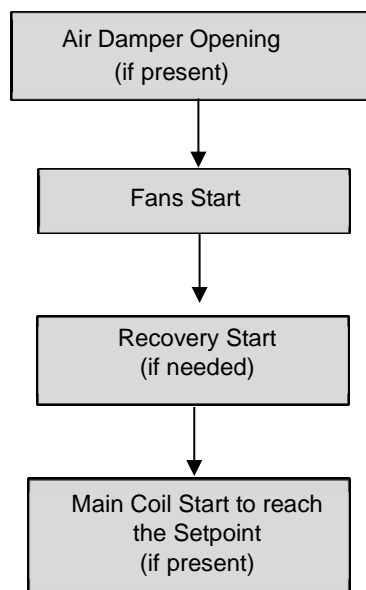 Air Damper Opening
(if present)
Fans Start
Recovery Start
(if needed)
Main Coil Start to reach
the Setpoint
(if present)